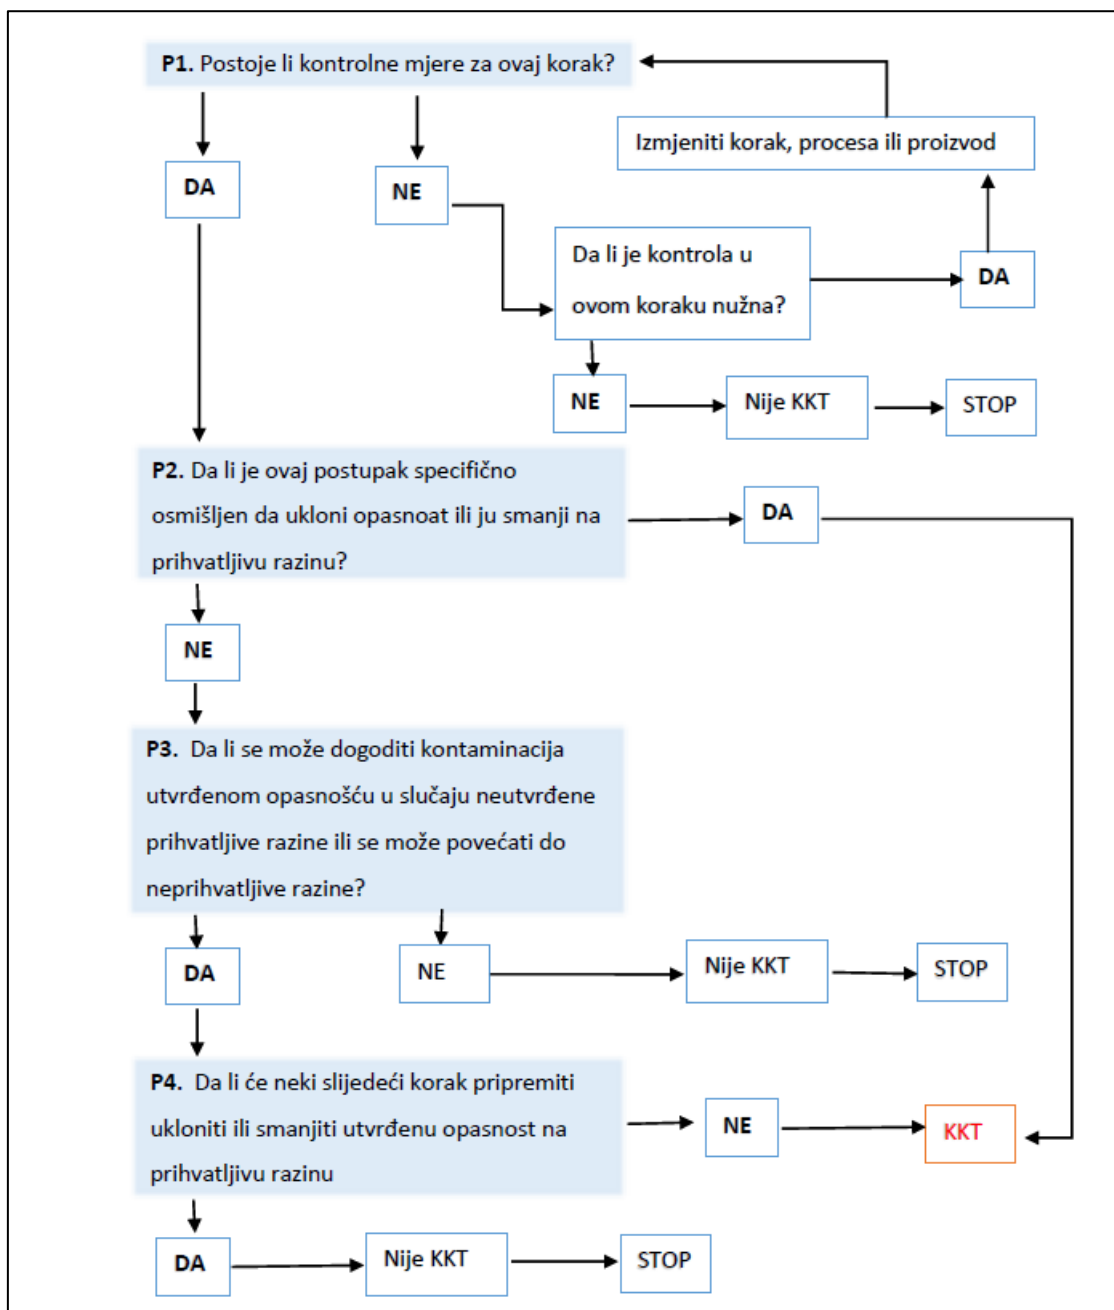 P1. Postoje li kontrolne mjere za ovaj korak?
Izmjeniti korak, procesa ili proizvod
DA
NE
Da li je kontrola u
ovom koraku nužna?
DA
NE
Nije KKT
STOP
P2. Da li je ovaj postupak specifično
osmišljen da ukloni opasnoat ili ju smanji na
prihvatljivu razinu?
DA
NE
P3. Da li se može dogoditi kontaminacija
utvrđenom opasnošću u slučaju neutvrđene
prihvatljive razine ili se može povećati do
neprihvatljive razine?
DA
NE
Nije KKT
STOP
P4. Da li će neki slijedeći korak pripremiti
ukloniti ili smanjiti utvrđenu opasnost na
prihvatljivu razinu
NE
KKT
DA
Nije KKT
STOP